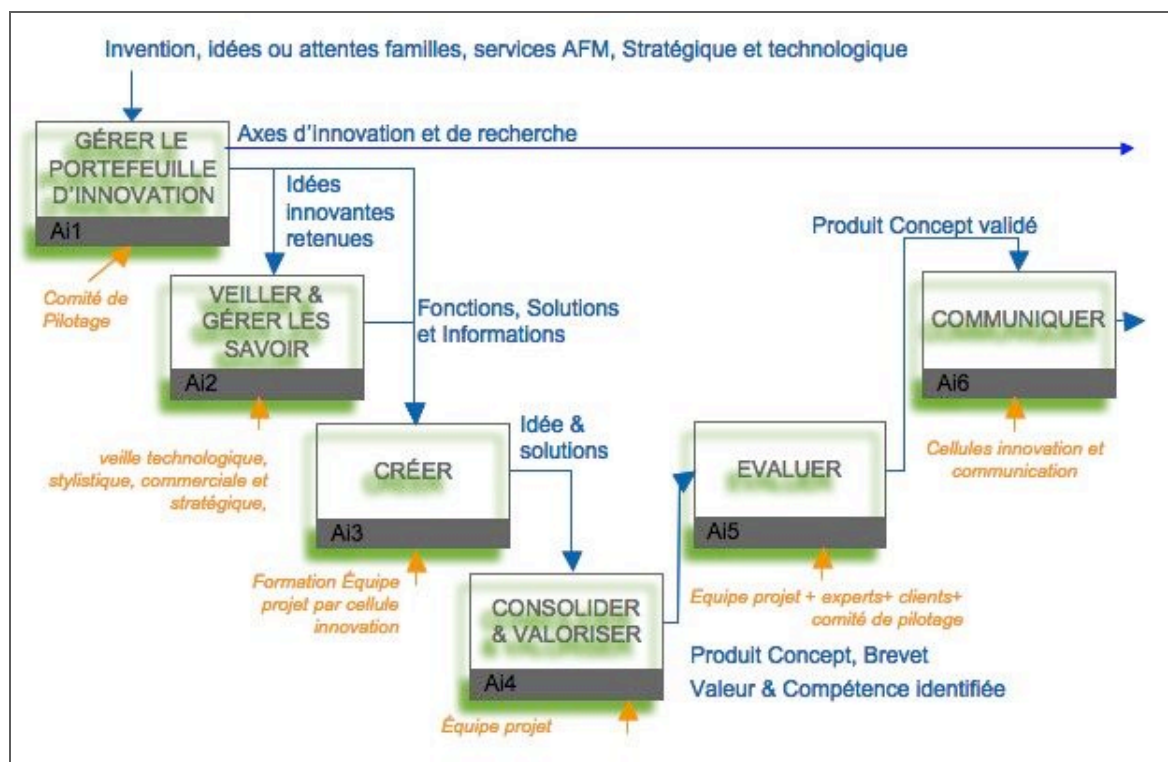 Invention, idées ou attentes familles, services AFM, Stratégique et technologique
GÉRER LE
PORTEFEUILLE
D'INNOVATION
Ai1
Axes d'innovation et de recherche
Idées
innovantes
retenues
Comité de
Pilotage
VEILLER &
GÉRER LES
SAVOIR
Ai2
Fonctions, Solutions
et Informations
veille technologique,
stylistique, commerciale et
stratégique,
CRÉER
Ai3
Idée &
solutions
Formation Équipe
projet par cellule
innovation
CONSOLIDER
& VALORISER
Ai4
Équipe projet
Produit Concept, Brevet
Valeur & Compétence identifiée
EVALUER
Ai5
Equipe projet + experts+ clients+
comité de pilotage
Produit Concept validé
COMMUNIQUER
Ai6
Cellules innovation et
communication